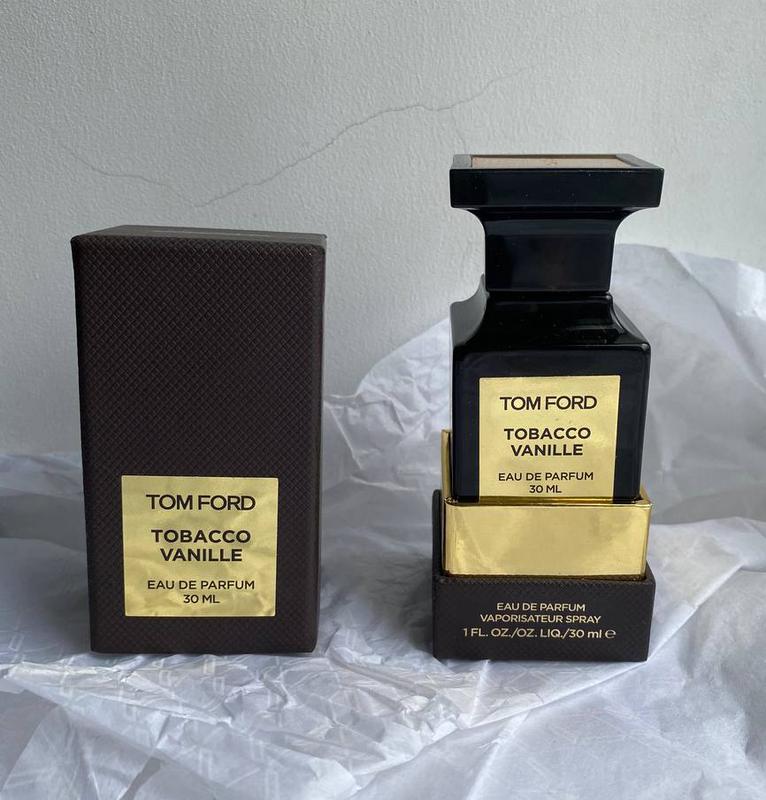 TOM FORD
TOBACCO
VANILLE
EAU DE PARFUM
30 ML
TOM FORD
TOBACCO
VANILLE
EAU DE PARFUM
30 ML
EAU DE PARFUM
VAPORISATEUR SPRAY
1 FL. OZ./OZ. LIQ./30 ml ℮